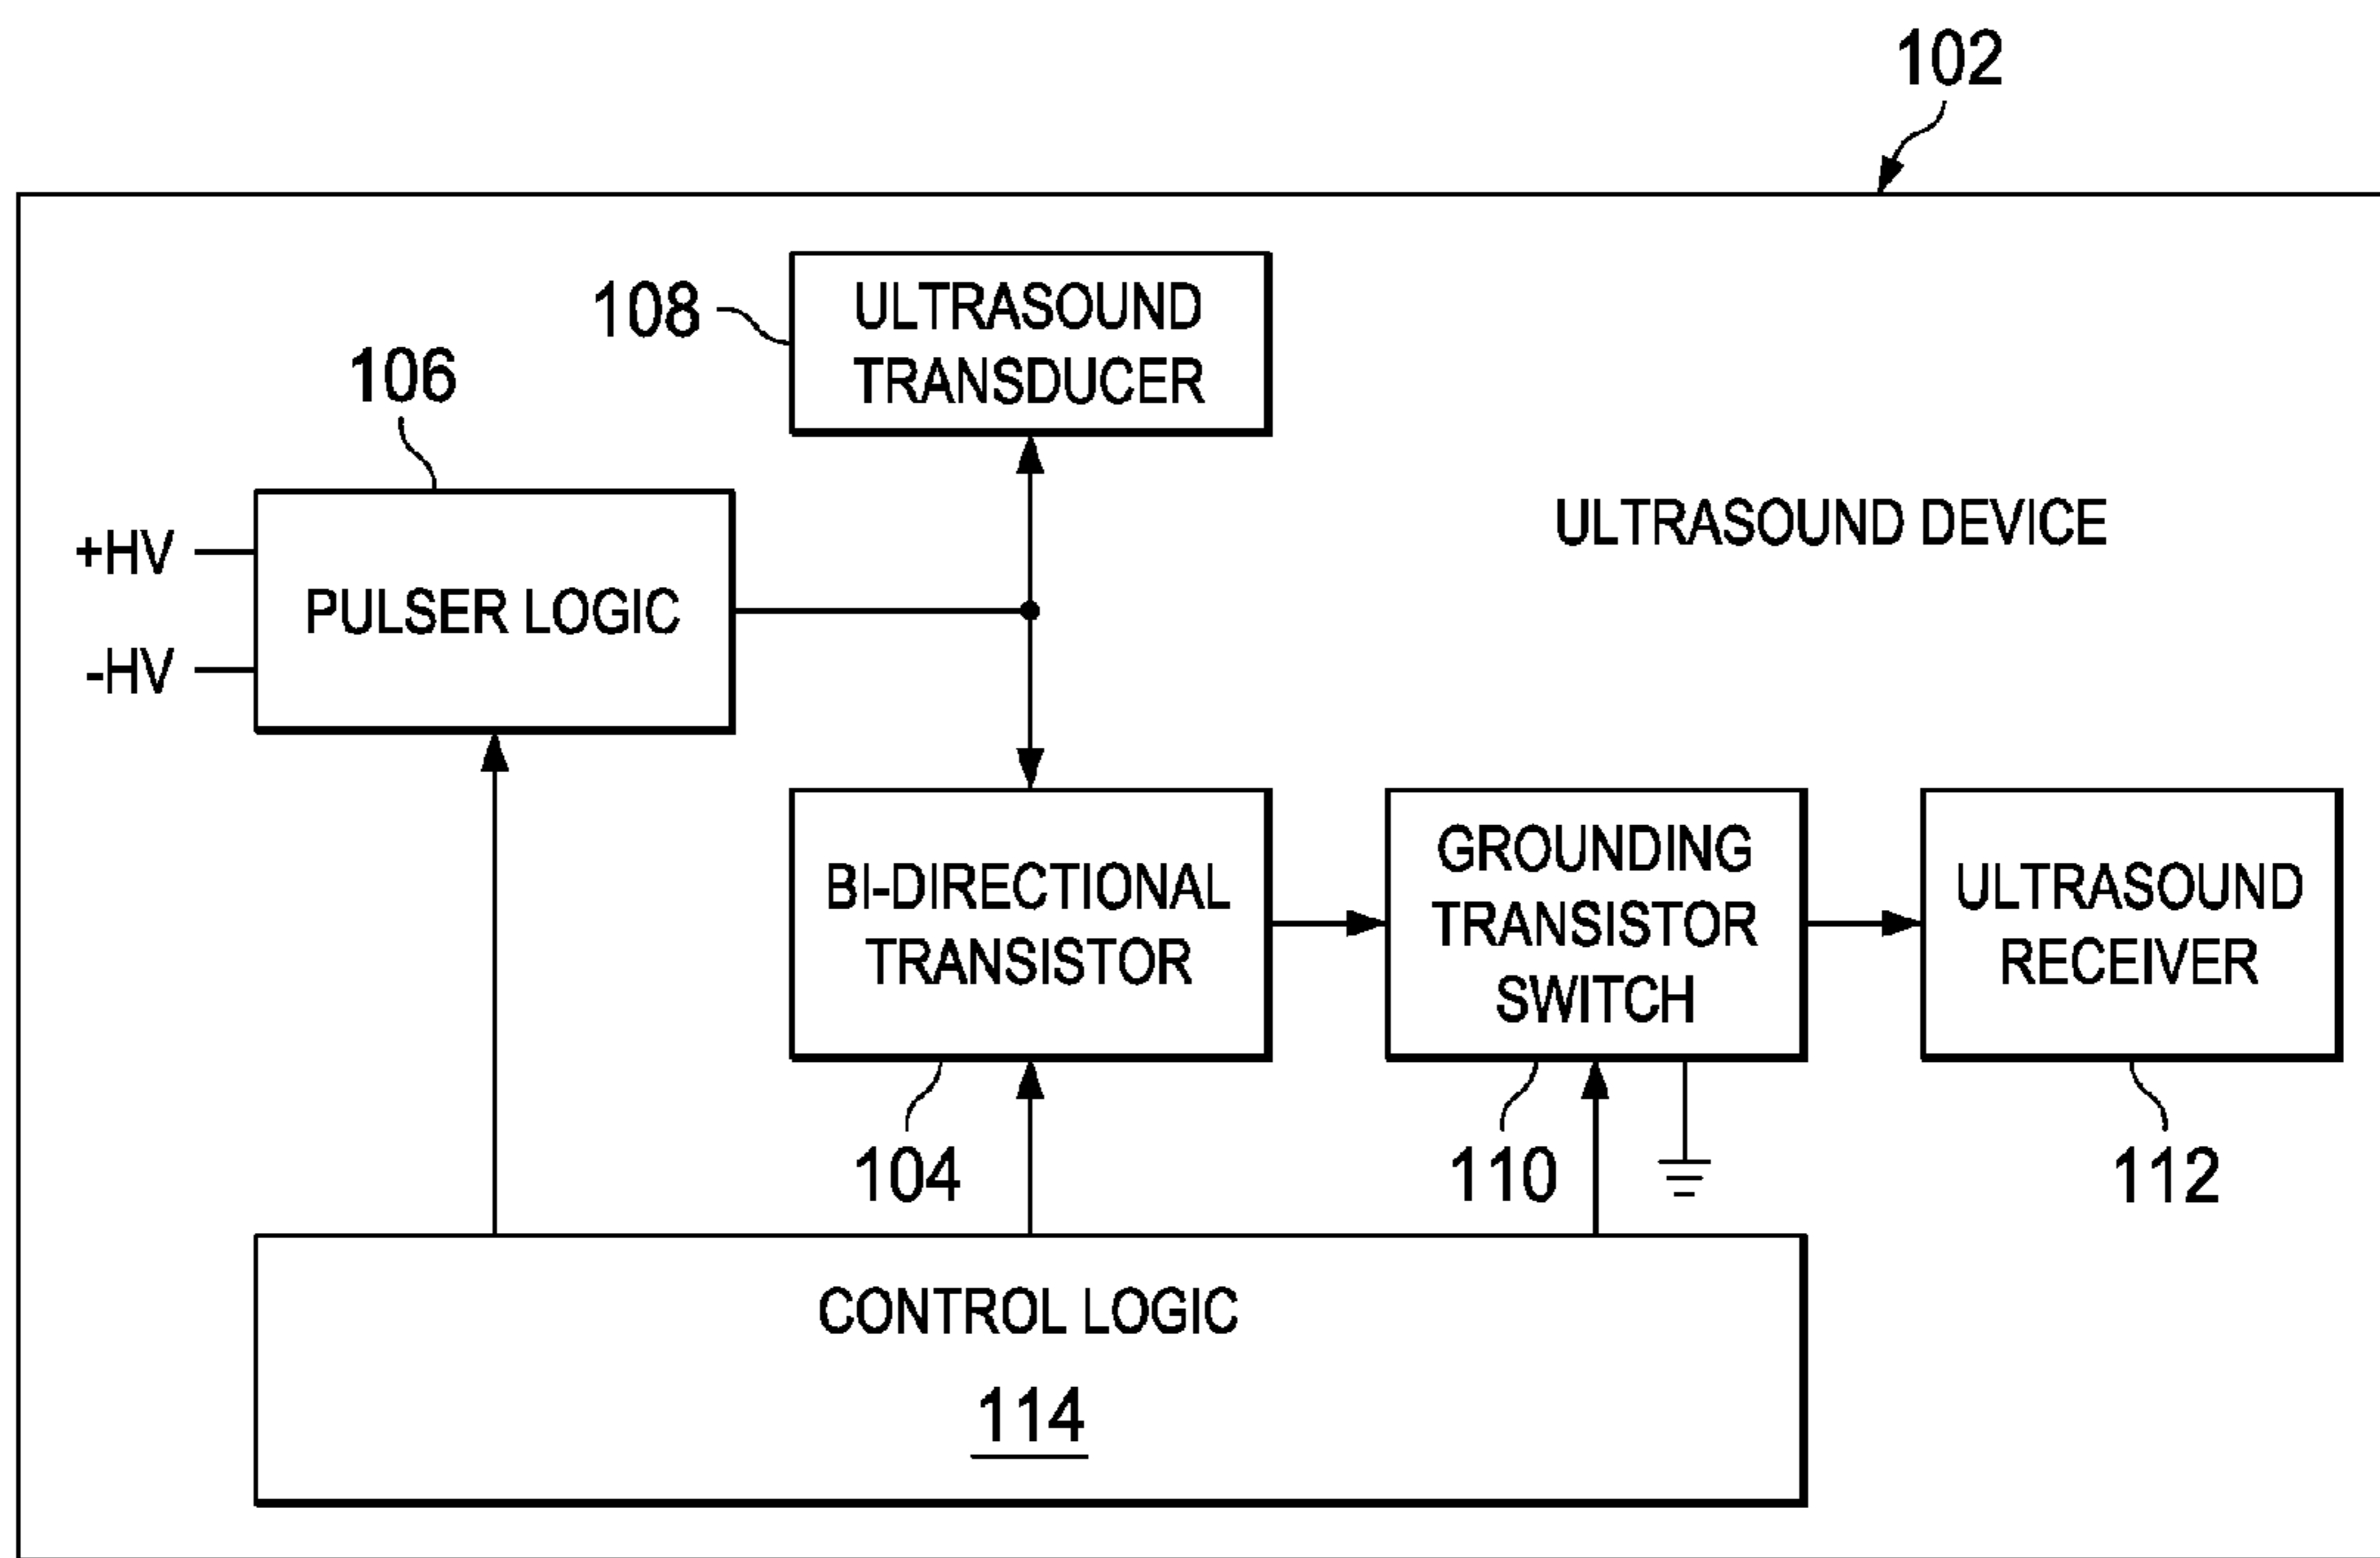 102
108
ULTRASOUND
TRANSDUCER
106
+HV
-HV
PULSER LOGIC
ULTRASOUND DEVICE
BI-DIRECTIONAL
TRANSISTOR
GROUNDING
TRANSISTOR
SWITCH
ULTRASOUND
RECEIVER
104
110
112
CONTROL LOGIC
114